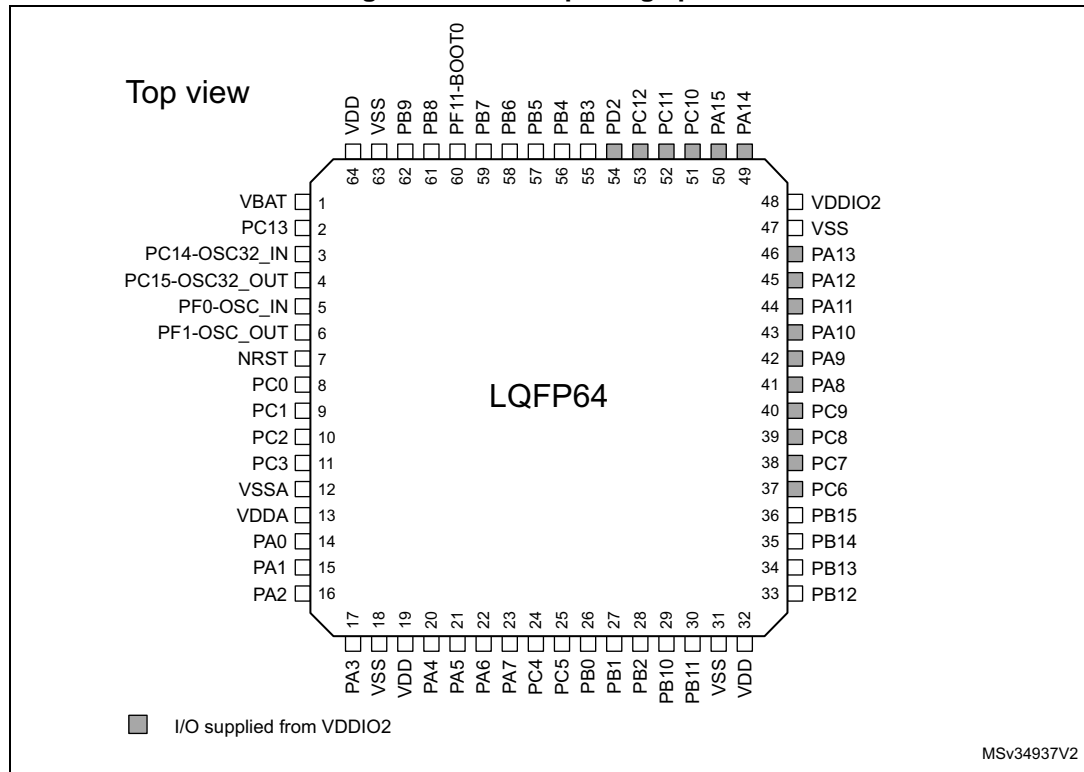 Top view
VDD
VSS
PB9
PB8
PF11-BOOT0
PB7
PB6
PB5
PB4
PB3
PD2
PC12
PC11
PC10
PA15
PA14
64 63 62 61 60 59 58 57 56 55 54 53 52 51 50 49
VBAT 1
PC13 2
PC14-OSC32_IN 3
PC15-OSC32_OUT 4
PF0-OSC_IN 5
PF1-OSC_OUT 6
NRST 7
PC0 8
PC1 9
PC2 10
PC3 11
VSSA 12
VDDA 13
PA0 14
PA1 15
PA2 16
LQFP64
48 VDDIO2
47 VSS
46 PA13
45 PA12
44 PA11
43 PA10
42 PA9
41 PA8
40 PC9
39 PC8
38 PC7
37 PC6
36 PB15
35 PB14
34 PB13
33 PB12
17 18 19 20 21 22 23 24 25 26 27 28 29 30 31 32
PA3
VSS
VDD
PA4
PA5
PA6
PA7
PC4
PC5
PB0
PB1
PB2
PB10
PB11
VSS
VDD
I/O supplied from VDDIO2
MSv34937V2